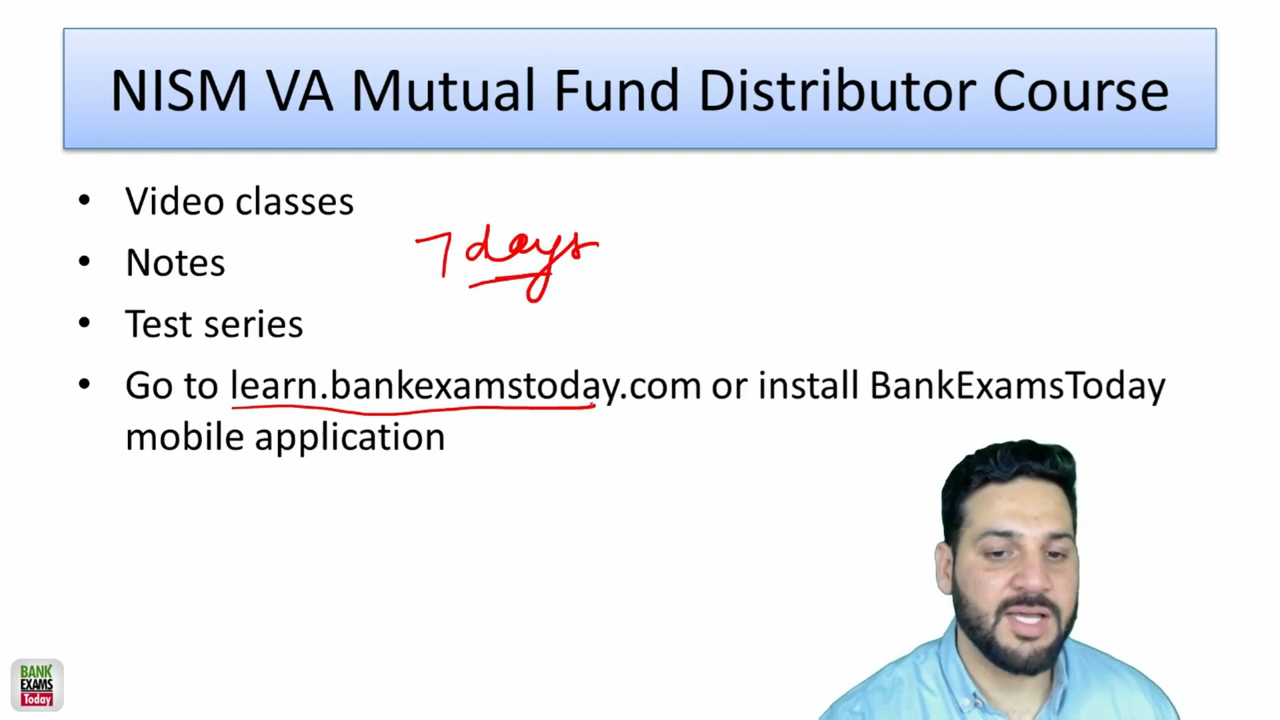 NISM VA Mutual Fund Distributor Course
• Video classes
7 days
• Notes
• Test series
• Go to learn.bankexamstoday.com or install BankExamsToday
mobile application
BANK
EXAMS
Today